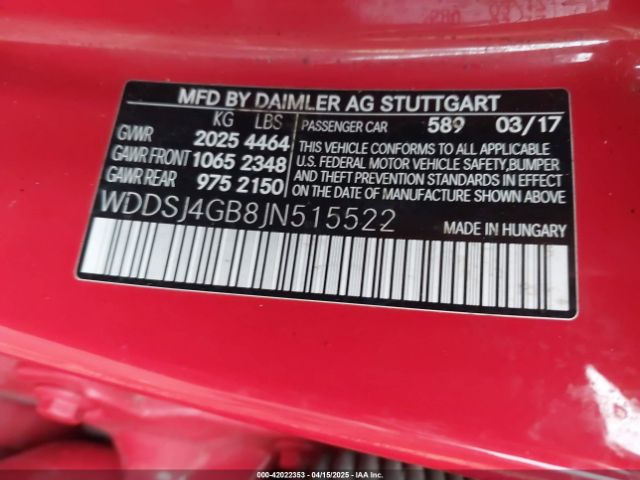 MFD BY DAIMLER AG STUTTGART
KG LBS
GVWR 2025 4464
GAWR FRONT 1065 2348
GAWR REAR 975 2150
PASSENGER CAR 589 03/17
THIS VEHICLE CONFORMS TO ALL APPLICABLE
U.S. FEDERAL MOTOR VEHICLE SAFETY,BUMPER
AND THEFT PREVENTION STANDARDS IN
EFFECT ON THE DATE OF MANUFACTURE SHOWN ABOVE
WDDSJ4GB8JN515522
MADE IN HUNGARY
000-42022353 - 04/15/2025 - IAA Inc.